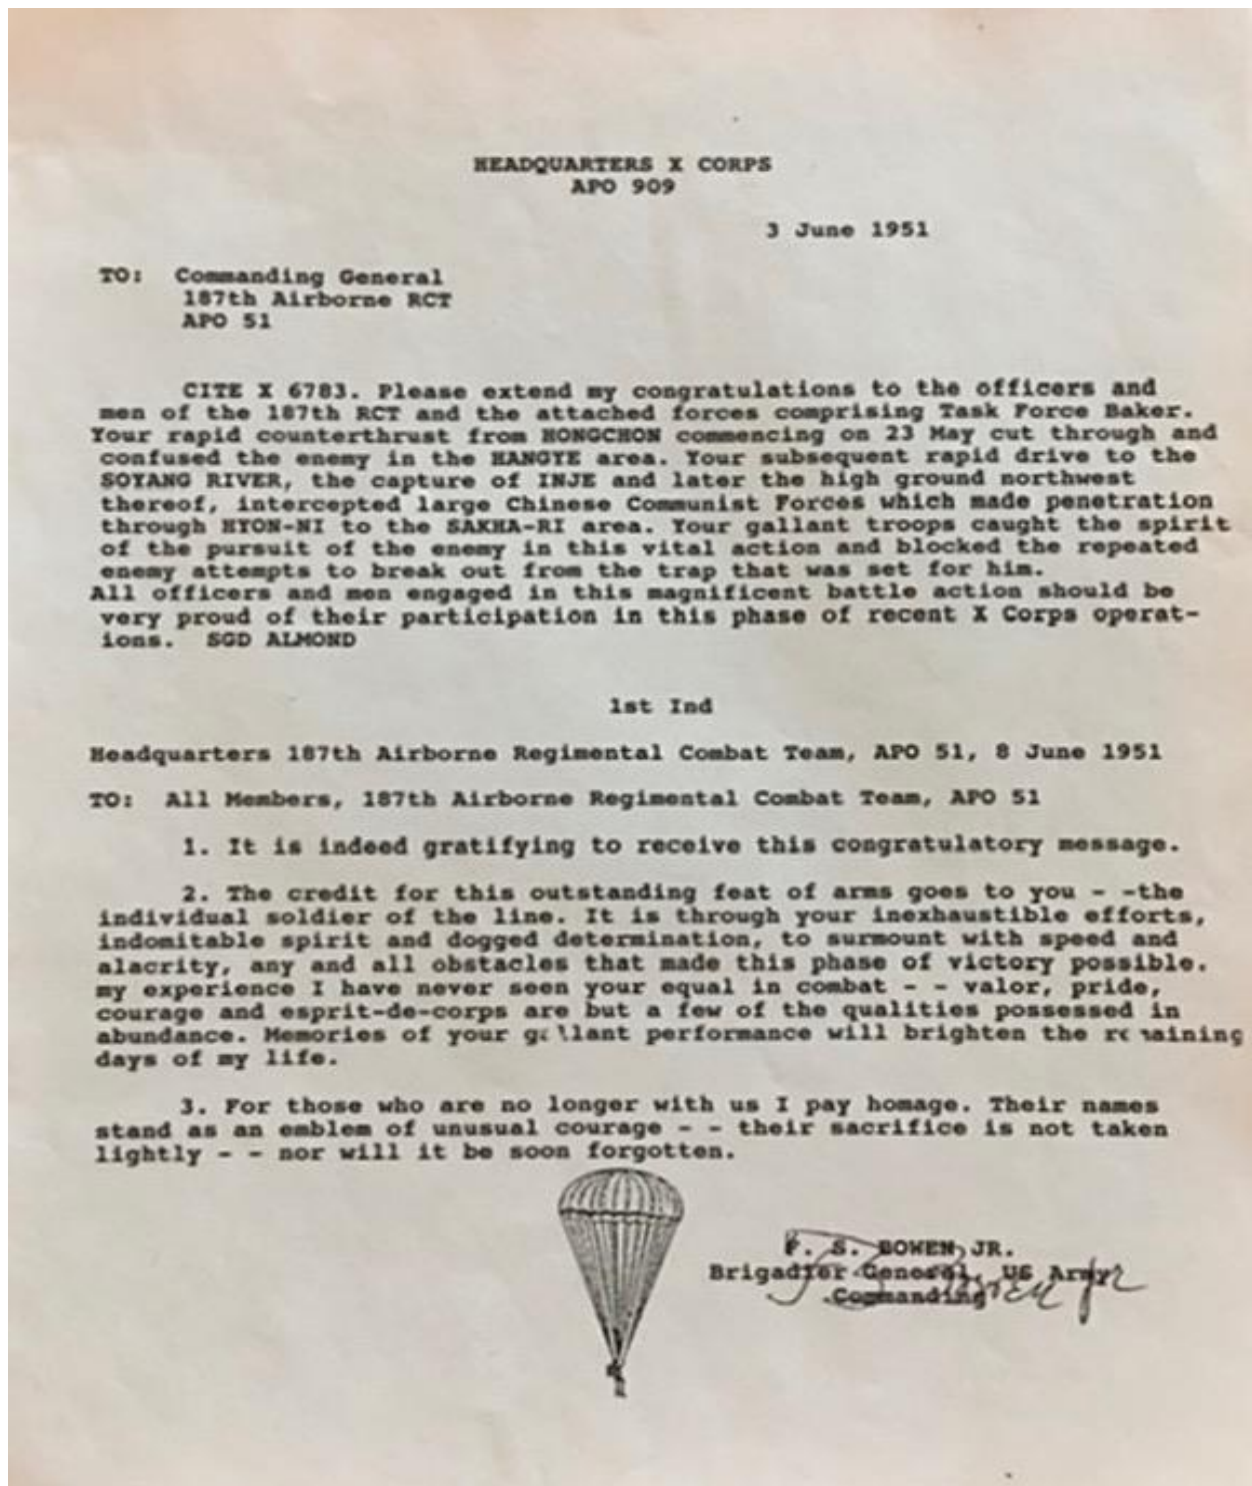 HEADQUARTERS X CORPS
APO 909
3 June 1951
TO: Commanding General
187th Airborne RCT
APO 51
CITE X 6783. Please extend my congratulations to the officers and
men of the 187th RCT and the attached forces comprising Task Force Baker.
Your rapid counterthrust from HONGCHON commencing on 23 May cut through and
confused the enemy in the HANGYE area. Your subsequent rapid drive to the
SOYANG RIVER, the capture of INJE and later the high ground northwest
thereof, intercepted large Chinese Communist Forces which made penetration
through HYON-NI to the SAKHA-RI area. Your gallant troops caught the spirit
of the pursuit of the enemy in this vital action and blocked the repeated
enemy attempts to break out from the trap that was set for him.
All officers and men engaged in this magnificent battle action should be
very proud of their participation in this phase of recent X Corps operat-
ions. SGD ALMOND
1st Ind
Headquarters 187th Airborne Regimental Combat Team, APO 51, 8 June 1951
TO: All Members, 187th Airborne Regimental Combat Team, APO 51
1. It is indeed gratifying to receive this congratulatory message.
2. The credit for this outstanding feat of arms goes to you - -the
individual soldier of the line. It is through your inexhaustible efforts,
indomitable spirit and dogged determination, to surmount with speed and
alacrity, any and all obstacles that made this phase of victory possible.
my experience I have never seen your equal in combat - - valor, pride,
courage and esprit-de-corps are but a few of the qualities possessed in
abundance. Memories of your gallant performance will brighten the remaining
days of my life.
3. For those who are no longer with us I pay homage. Their names
stand as an emblem of unusual courage - - their sacrifice is not taken
lightly - - nor will it be soon forgotten.
F. S. BOWEN JR.
Brigadier General, US Army
Commanding